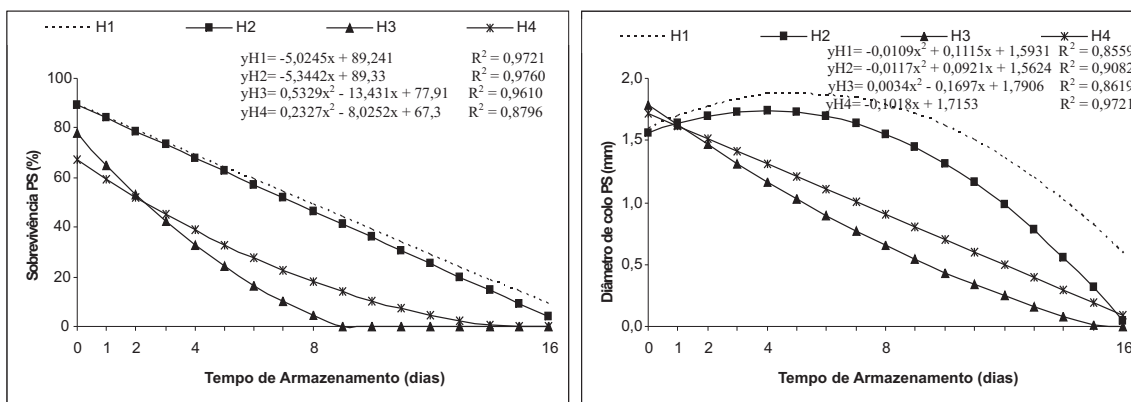 H1 H2 H3 H4
yH1= -5,0245x + 89,241 R² = 0,9721
yH2= -5,3442x + 89,33 R² = 0,9760
yH3= 0,5329x² - 13,431x + 77,91 R² = 0,9610
yH4= 0,2327x² - 8,0252x + 67,3 R² = 0,8796
Sobrevivência PS (%)
100
80
60
40
20
0
0 1 2 4 8 16
Tempo de Armazenamento (dias)
H1 H2 H3 H4
yH1= -0,0109x² + 0,1115x + 1,5931 R² = 0,8559
yH2= -0,0117x² + 0,0921x + 1,5624 R² = 0,9082
yH3= 0,0034x² - 0,1697x + 1,7906 R² = 0,8619
yH4= -0,1018x + 1,7153 R² = 0,9721
Diâmetro de colo PS (mm)
2,0
1,5
1,0
0,5
0,0
0 1 2 4 8 16
Tempo de Armazenamento (dias)